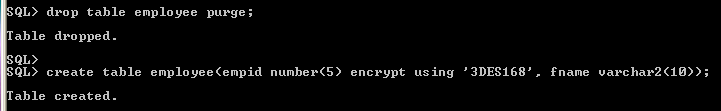 SQL> drop table employee purge;
Table dropped.
SQL>
SQL> create table employee(empid number(5) encrypt using '3DES168', fname varchar2(10));
Table created.